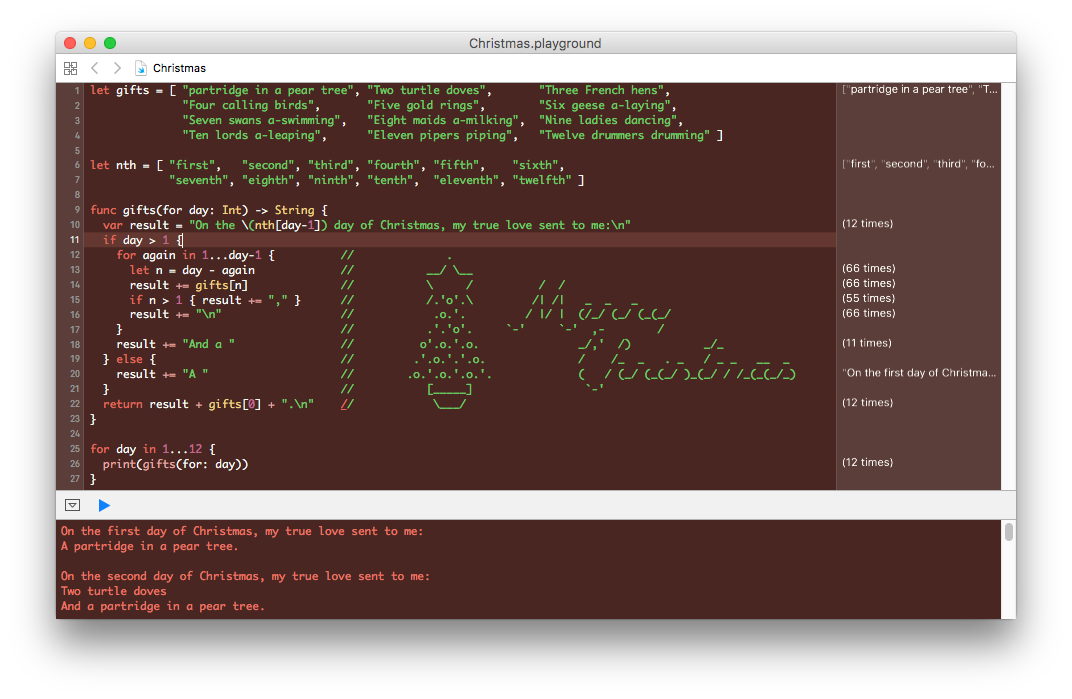 Christmas.playground
Christmas
1 let gifts = [ "partridge in a pear tree", "Two turtle doves",       "Three French hens",
2               "Four calling birds",       "Five gold rings",        "Six geese a-laying",
3               "Seven swans a-swimming",   "Eight maids a-milking",  "Nine ladies dancing",
4               "Ten lords a-leaping",      "Eleven pipers piping",   "Twelve drummers drumming" ]
5
6 let nth = [ "first",   "second", "third", "fourth", "fifth",    "sixth",
7             "seventh", "eighth", "ninth", "tenth",  "eleventh", "twelfth" ]
8
9 func gifts(for day: Int) -> String {
10   var result = "On the \(nth[day-1]) day of Christmas, my true love sent to me:\n"
11   if day > 1 {
12     for again in 1...day-1 {          //              .
13       let n = day - again             //           __/ \__
14       result += gifts[n]              //           \     /          /  /
15       if n > 1 { result += "," }      //           /.'o'.\         /| /|   _  _   _
16       result += "\n"                  //            .o.'.         / |/ |  (/_/ (_/ (_(_/
17     }                                 //           .'.'o'.     `-'     `-'  ,-        /
18     result += "And a "                //          o'.o.'.o.               _/,'  /)           _/_
19   } else {                            //         .'.o.'.'.o.              /    /_  _   . _   / _ _   __  _
20     result += "A "                    //        .o.'.o.'.o.'.             (   / (_/ (_(_/ )_(_/ / /_(_(_/_)
21   }                                   //           [_____]                 `-'
22   return result + gifts[0] + ".\n"    //            \___/
23 }
24
25 for day in 1...12 {
26   print(gifts(for: day))
27 }
["partridge in a pear tree", "T...
["first", "second", "third", "fo...
(12 times)
(66 times)
(66 times)
(55 times)
(66 times)
(11 times)
"On the first day of Christma...
(12 times)
(12 times)
On the first day of Christmas, my true love sent to me:
A partridge in a pear tree.
On the second day of Christmas, my true love sent to me:
Two turtle doves
And a partridge in a pear tree.